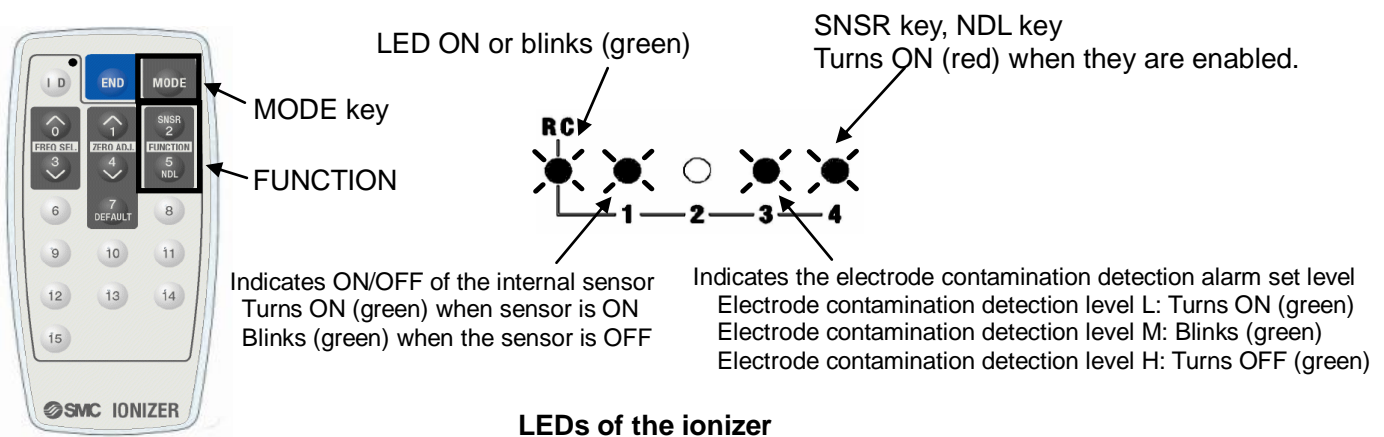 LED ON or blinks (green)
SNSR key, NDL key
Turns ON (red) when they are enabled.
I D
END
MODE
MODE key
0
FREQ SEL.
3
1
ZERO ADJ.
4
SNSR
2
FUNCTION
5
NDL
FUNCTION
6
7
DEFAULT
8
9
10
11
12
13
14
15
SMC IONIZER
RC
1
2
3
4
Indicates ON/OFF of the internal sensor
Turns ON (green) when sensor is ON
Blinks (green) when the sensor is OFF
Indicates the electrode contamination detection alarm set level
Electrode contamination detection level L: Turns ON (green)
Electrode contamination detection level M: Blinks (green)
Electrode contamination detection level H: Turns OFF (green)
LEDs of the ionizer